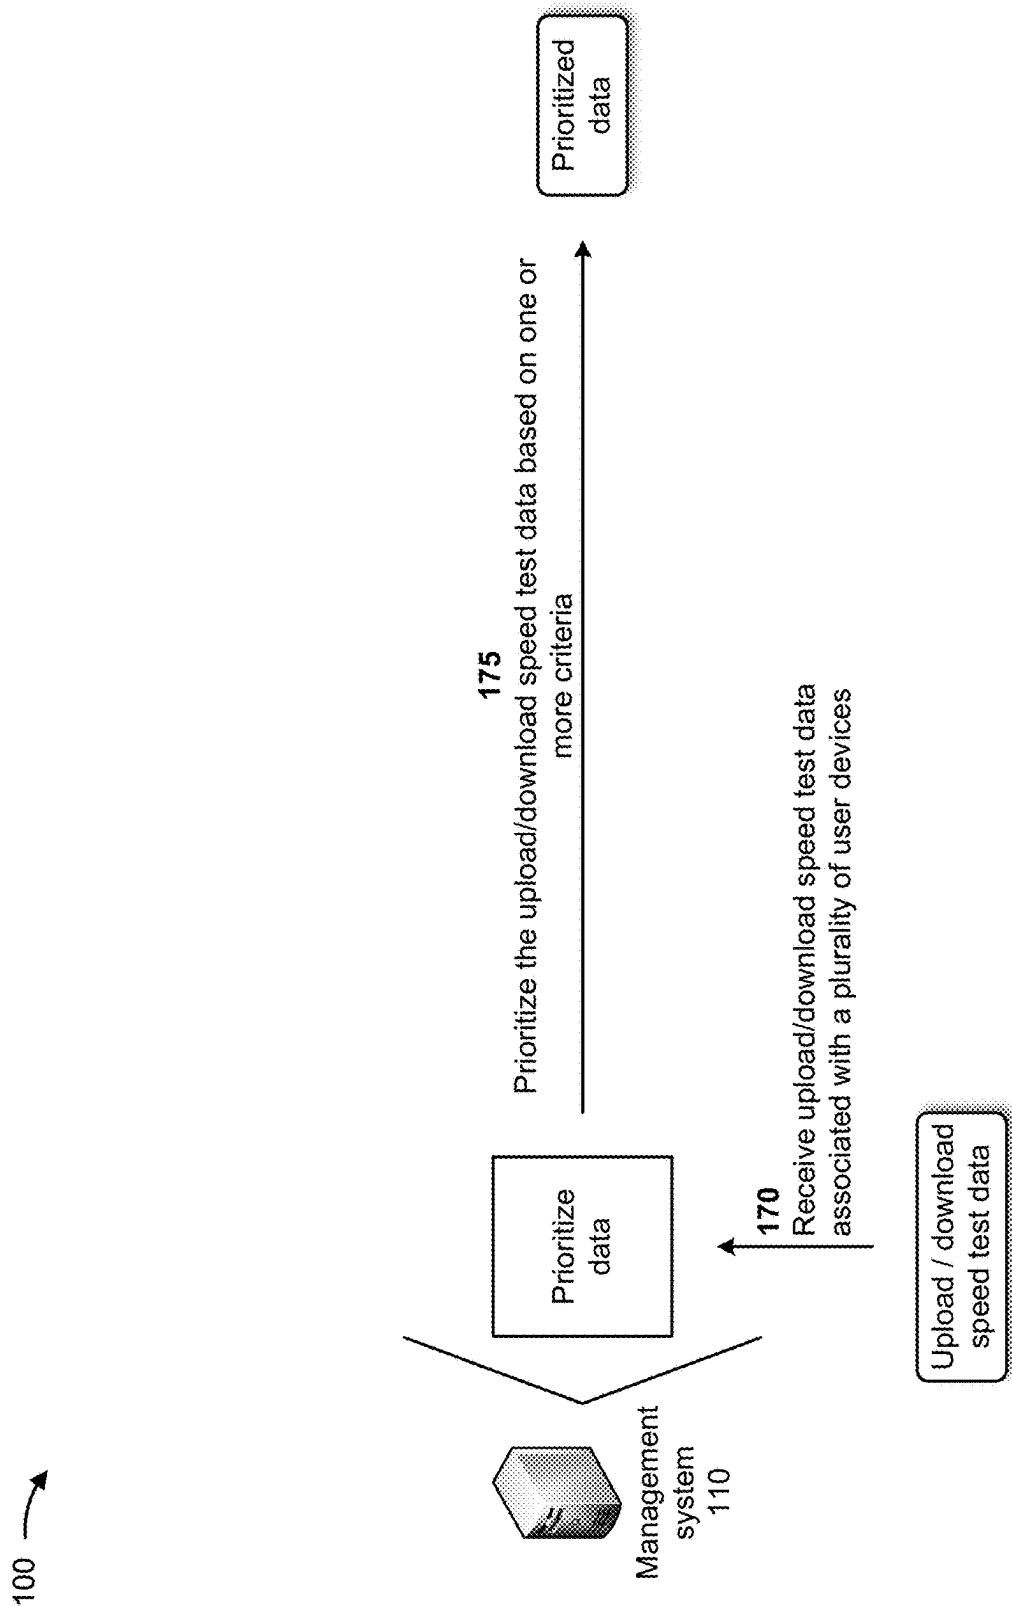 100
175
Prioritize the upload/download speed test data based on one or
more criteria
Management
system
110
Prioritize
data
Prioritized
data
170
Receive upload/download speed test data
associated with a plurality of user devices
Upload / download
speed test data